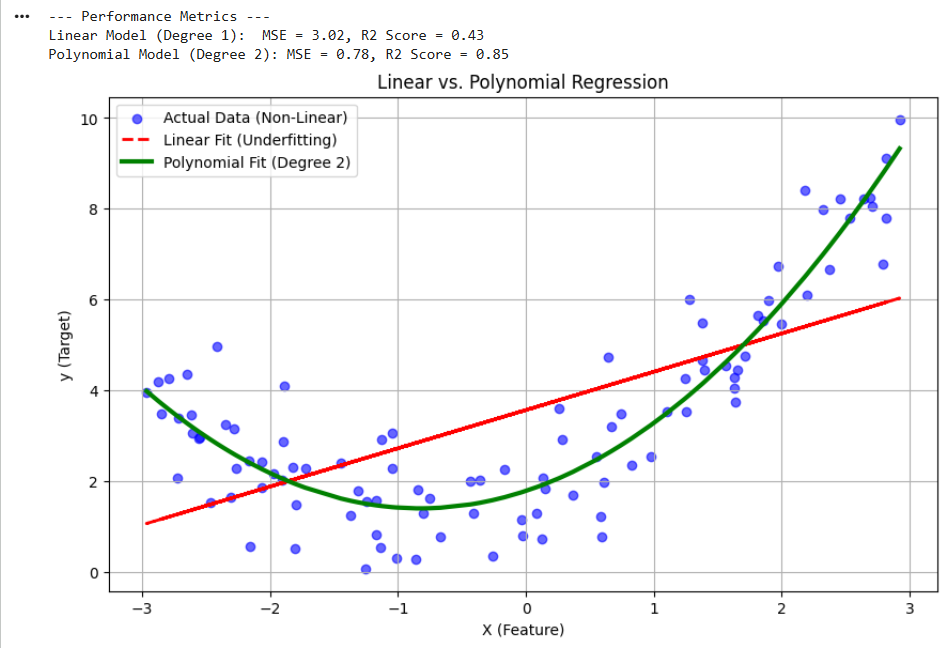 --- Performance Metrics ---
Linear Model (Degree 1):  MSE = 3.02, R2 Score = 0.43
Polynomial Model (Degree 2): MSE = 0.78, R2 Score = 0.85
Linear vs. Polynomial Regression
Actual Data (Non-Linear)
Linear Fit (Underfitting)
Polynomial Fit (Degree 2)
10
8
6
4
2
0
y (Target)
−3 −2 −1 0 1 2 3
X (Feature)